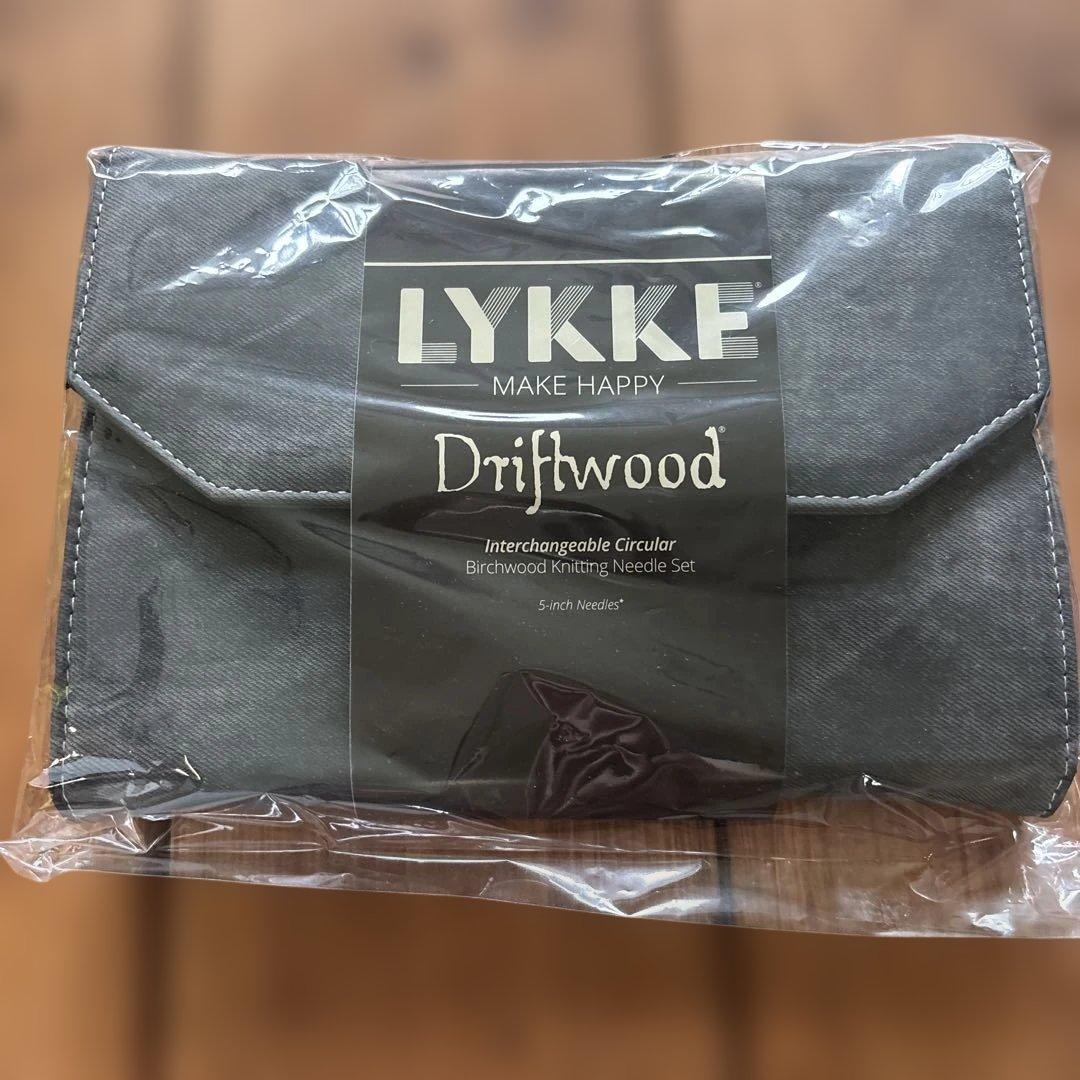 LYKKE®
MAKE HAPPY
Driftwood®
Interchangeable Circular
Birchwood Knitting Needle Set
5-inch Needles*